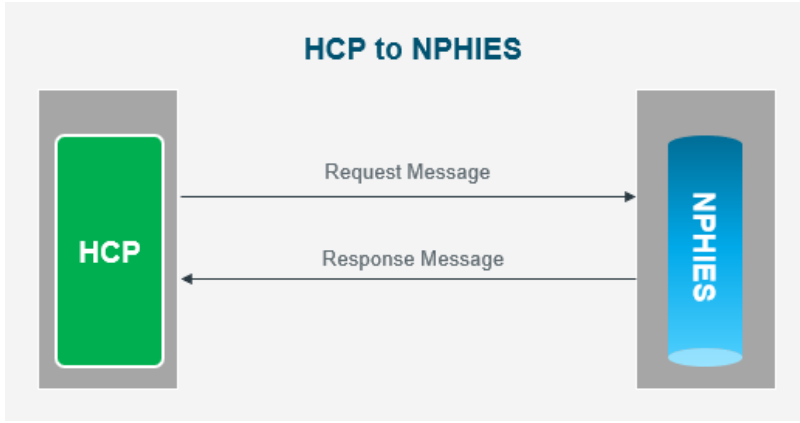 HCP to NPHIES
Request Message
HCP
NPHIES
Response Message